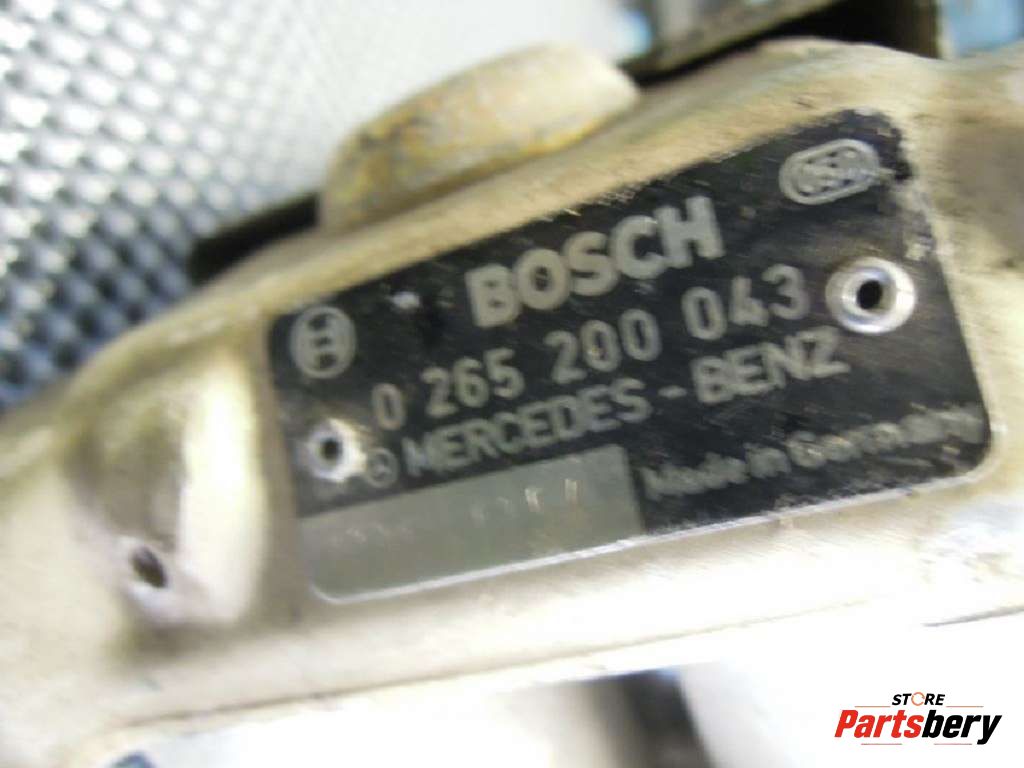 BOSCH
0 265 200 043
MERCEDES-BENZ
Made in Germany
STORE
Partsbery